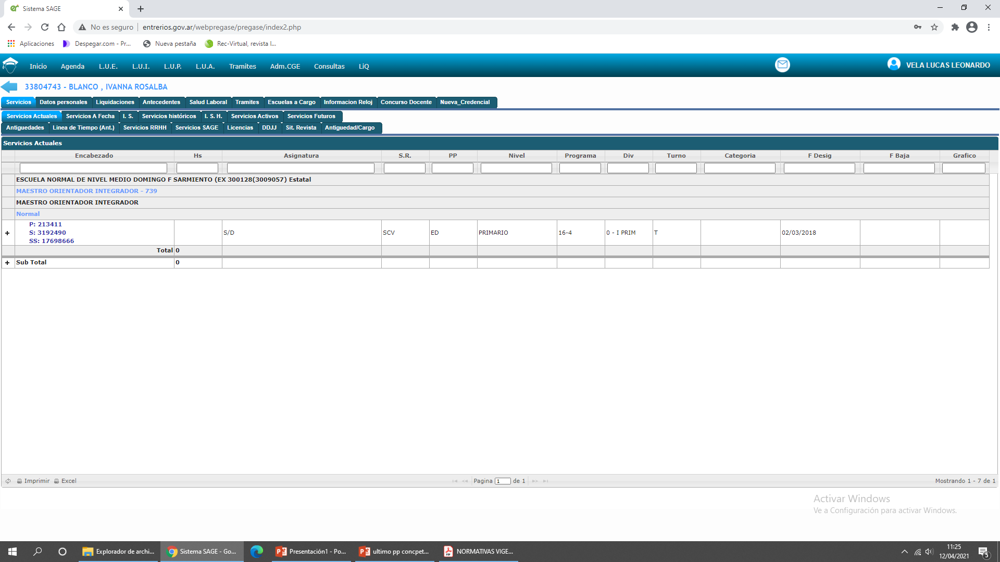 Sistema SAGE
No es seguro entrerios.gov.ar/webpregase/pregase/index2.php
Aplicaciones Despegar.com - Pr... Nueva pestaña Rec-Virtual, revista l...
Inicio Agenda L.U.E. L.U.I. L.U.P. L.U.A. Tramites Adm.CGE Consultas LiQ VELA LUCAS LEONARDO
33804743 - BLANCO , IVANNA ROSALBA
Servicios Datos personales Liquidaciones Antecedentes Salud Laboral Tramites Escuelas a Cargo Informacion Reloj Concurso Docente Nueva_Credencial
Servicios Actuales Servicios A Fecha I. S. Servicios históricos I. S. H. Servicios Activos Servicios Futuros
Antiguedades Linea de Tiempo (Ant.) Servicios RRHH Servicios SAGE Licencias DDJJ Sit. Revista Antiguedad/Cargo
Servicios Actuales
Encabezado Hs Asignatura S.R. PP Nivel Programa Div Turno Categoria F Desig F Baja Grafico
ESCUELA NORMAL DE NIVEL MEDIO DOMINGO F SARMIENTO (EX 300128(3009057) Estatal
MAESTRO ORIENTADOR INTEGRADOR - 739
MAESTRO ORIENTADOR INTEGRADOR
Normal
P: 213411
S: 3192490 S/D SCV ED PRIMARIO 16-4 0 - I PRIM T 02/03/2018
SS: 17698666
Total 0
Sub Total 0
Imprimir Excel Pagina 1 de 1 Mostrando 1 - 7 de 1
Activar Windows
Ve a Configuración para activar Windows.
Explorador de archi... Sistema SAGE - Go... Presentación1 - Po... ultimo pp concpet... NORMATIVAS VIGE... 11:25
12/04/2021 5